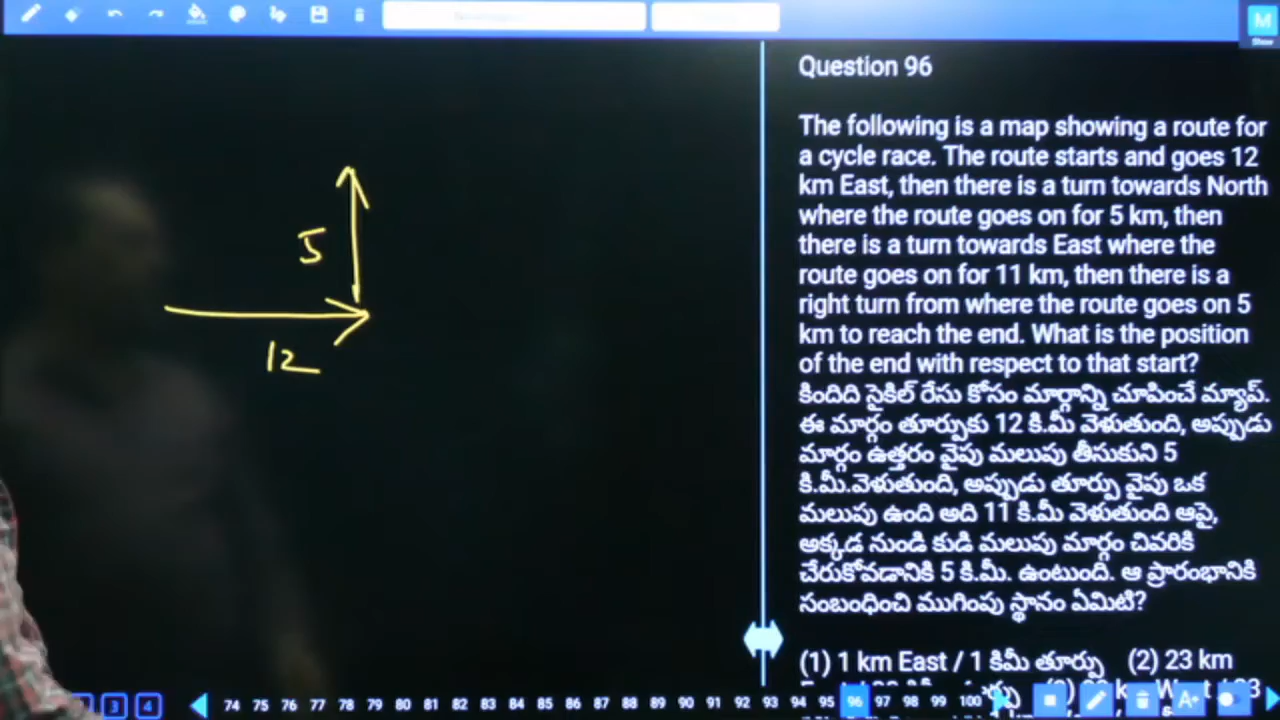 Show
Question 96
The following is a map showing a route for
a cycle race. The route starts and goes 12
km East, then there is a turn towards North
where the route goes on for 5 km, then
there is a turn towards East where the
route goes on for 11 km, then there is a
right turn from where the route goes on 5
km to reach the end. What is the position
of the end with respect to that start?
కిందిది సైకిల్ రేసు కోసం మార్గాన్ని చూపించే మ్యాప్.
ఈ మార్గం తూర్పుకు 12 కి.మీ వెళుతుంది, అప్పుడు
మార్గం ఉత్తరం వైపు మలుపు తీసుకుని 5
కి.మీ.వెళుతుంది, అప్పుడు తూర్పు వైపు ఒక
మలుపు ఉంది అది 11 కి.మీ వెళుతుంది ఆపై,
అక్కడ నుండి కుడి మలుపు మార్గం చివరికి
చేరుకోవడానికి 5 కి.మీ. ఉంటుంది. ఆ ప్రారంభానికి
సంబంధించి ముగింపు స్థానం ఏమిటి?
(1) 1 km East / 1 కిమీ తూర్పు (2) 23 km
5
12
3 4 74 75 76 77 78 79 80 81 82 83 84 85 86 87 88 89 90 91 92 93 94 95 96 97 98 99 100
M
A+